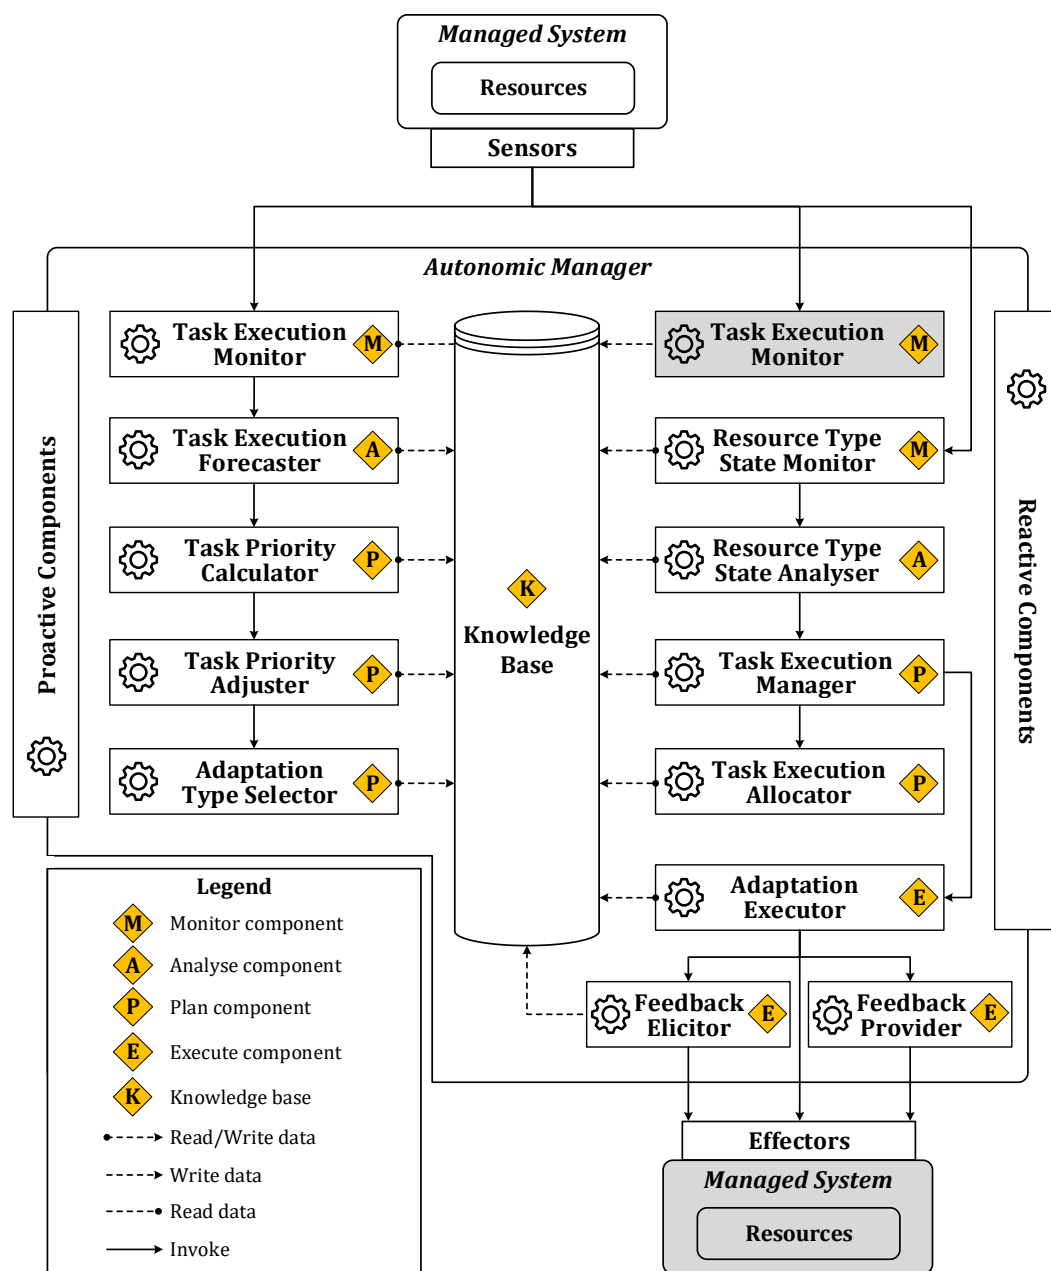 Managed System
Resources
Sensors
Autonomic Manager
Proactive Components
Task Execution
Monitor
M
Task Execution
Forecaster
A
Task Priority
Calculator
P
Task Priority
Adjuster
P
Adaptation
Type Selector
P
K
Knowledge
Base
Task Execution
Monitor
M
Resource Type
State Monitor
M
Resource Type
State Analyser
A
Task Execution
Manager
P
Task Execution
Allocator
P
Adaptation
Executor
E
Feedback
Elicitor
E
Feedback
Provider
E
Reactive Components
Effectors
Managed System
Resources
Legend
M Monitor component
A Analyse component
P Plan component
E Execute component
K Knowledge base
Read/Write data
Write data
Read data
Invoke